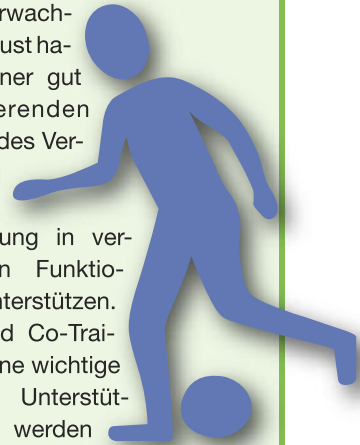 rwach-
ust ha-
ner gut
erenden
des Ver-
ung in ver-
n Funktio-
nterstützen.
d Co-Trai-
ne wichtige
Unterstüt-
werden